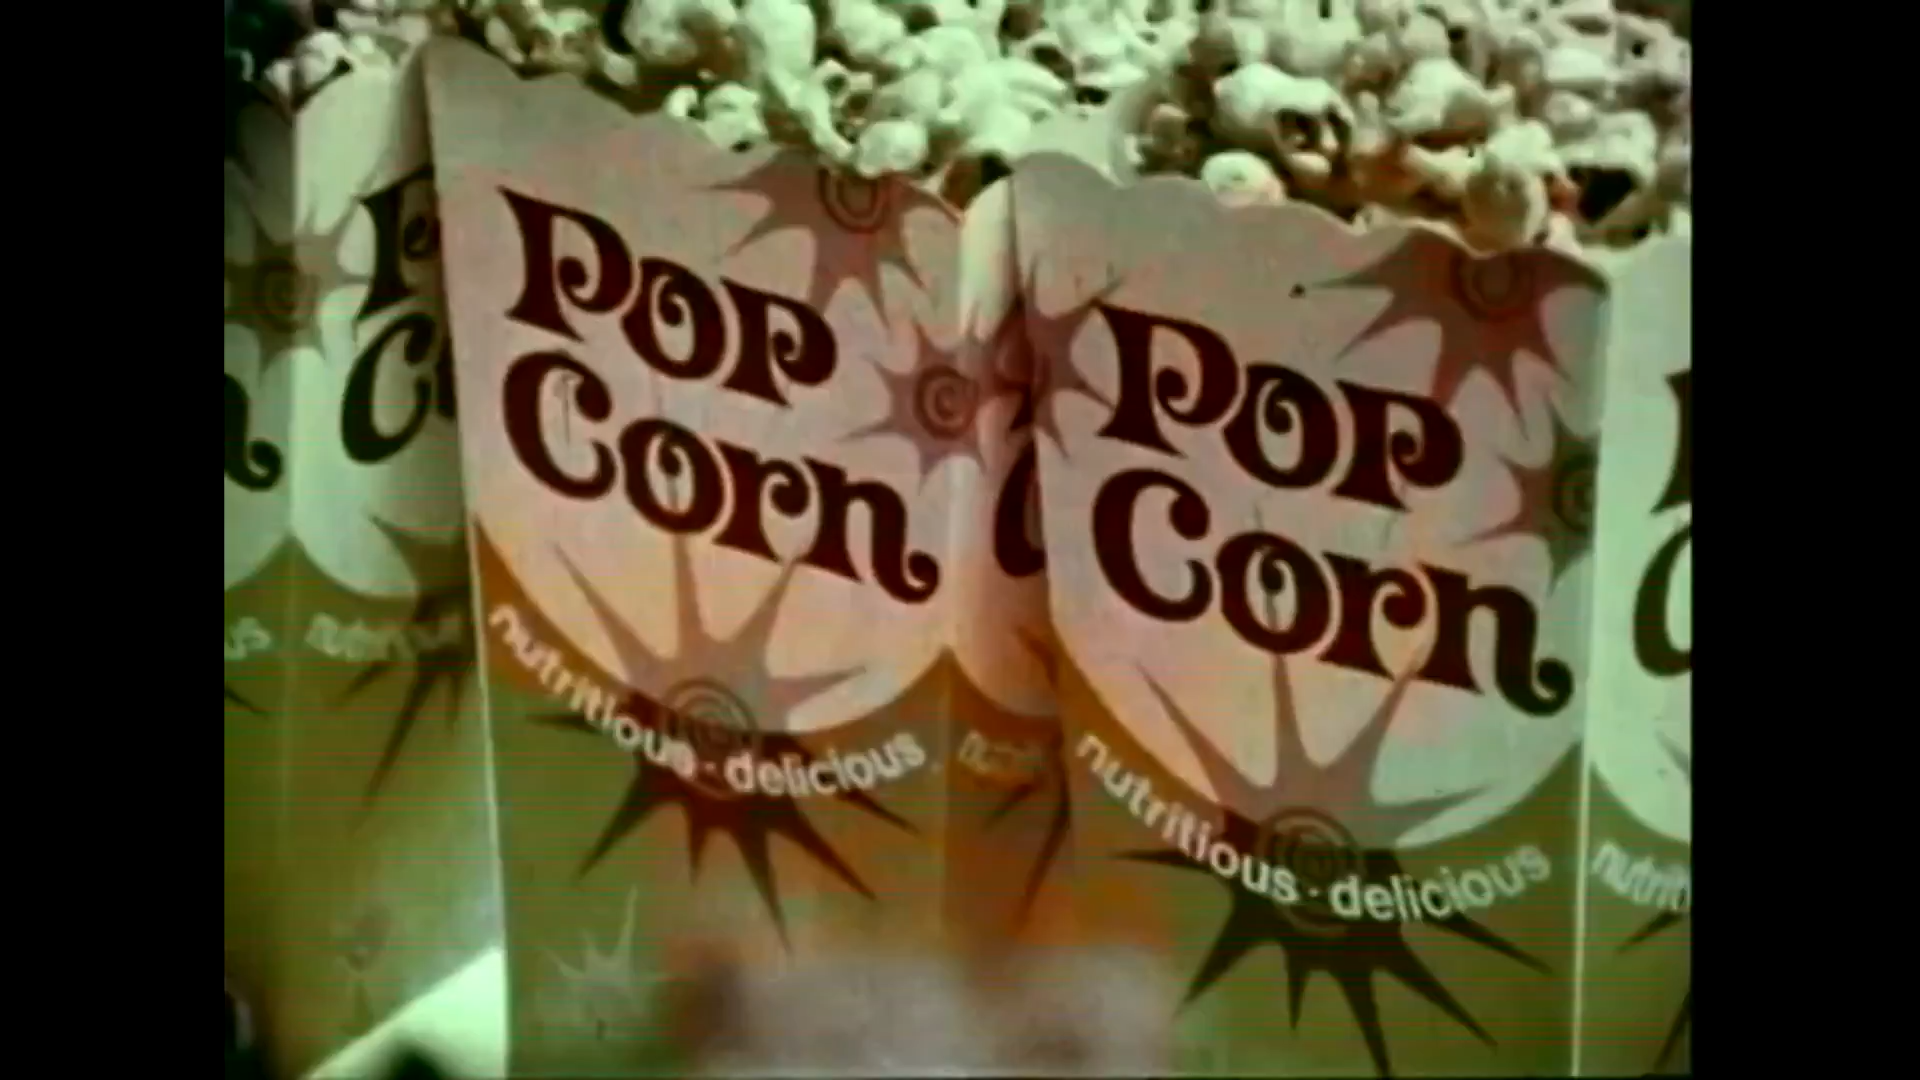 Pop
Corn
nutritious · delicious
Pop
Corn
nutritious · delicious